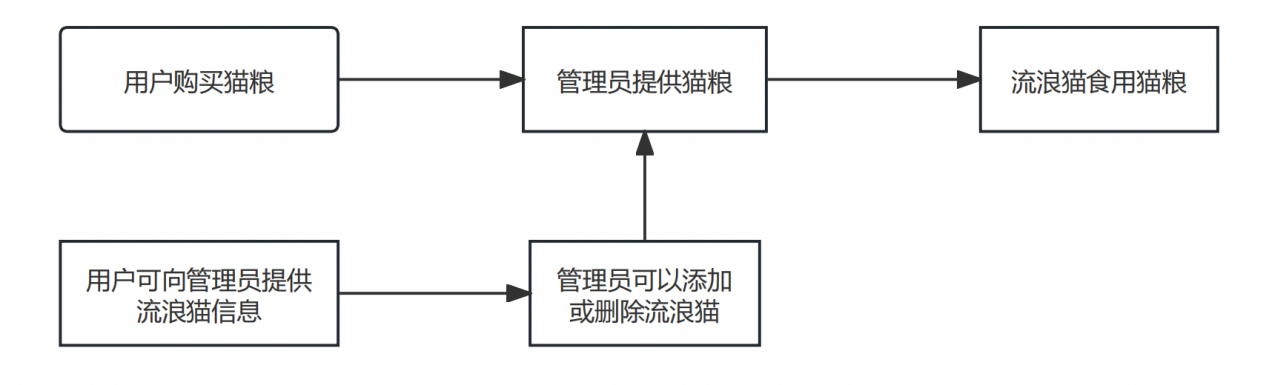 用户购买猫粮
管理员提供猫粮
流浪猫食用猫粮
用户可向管理员提供
流浪猫信息
管理员可以添加
或删除流浪猫